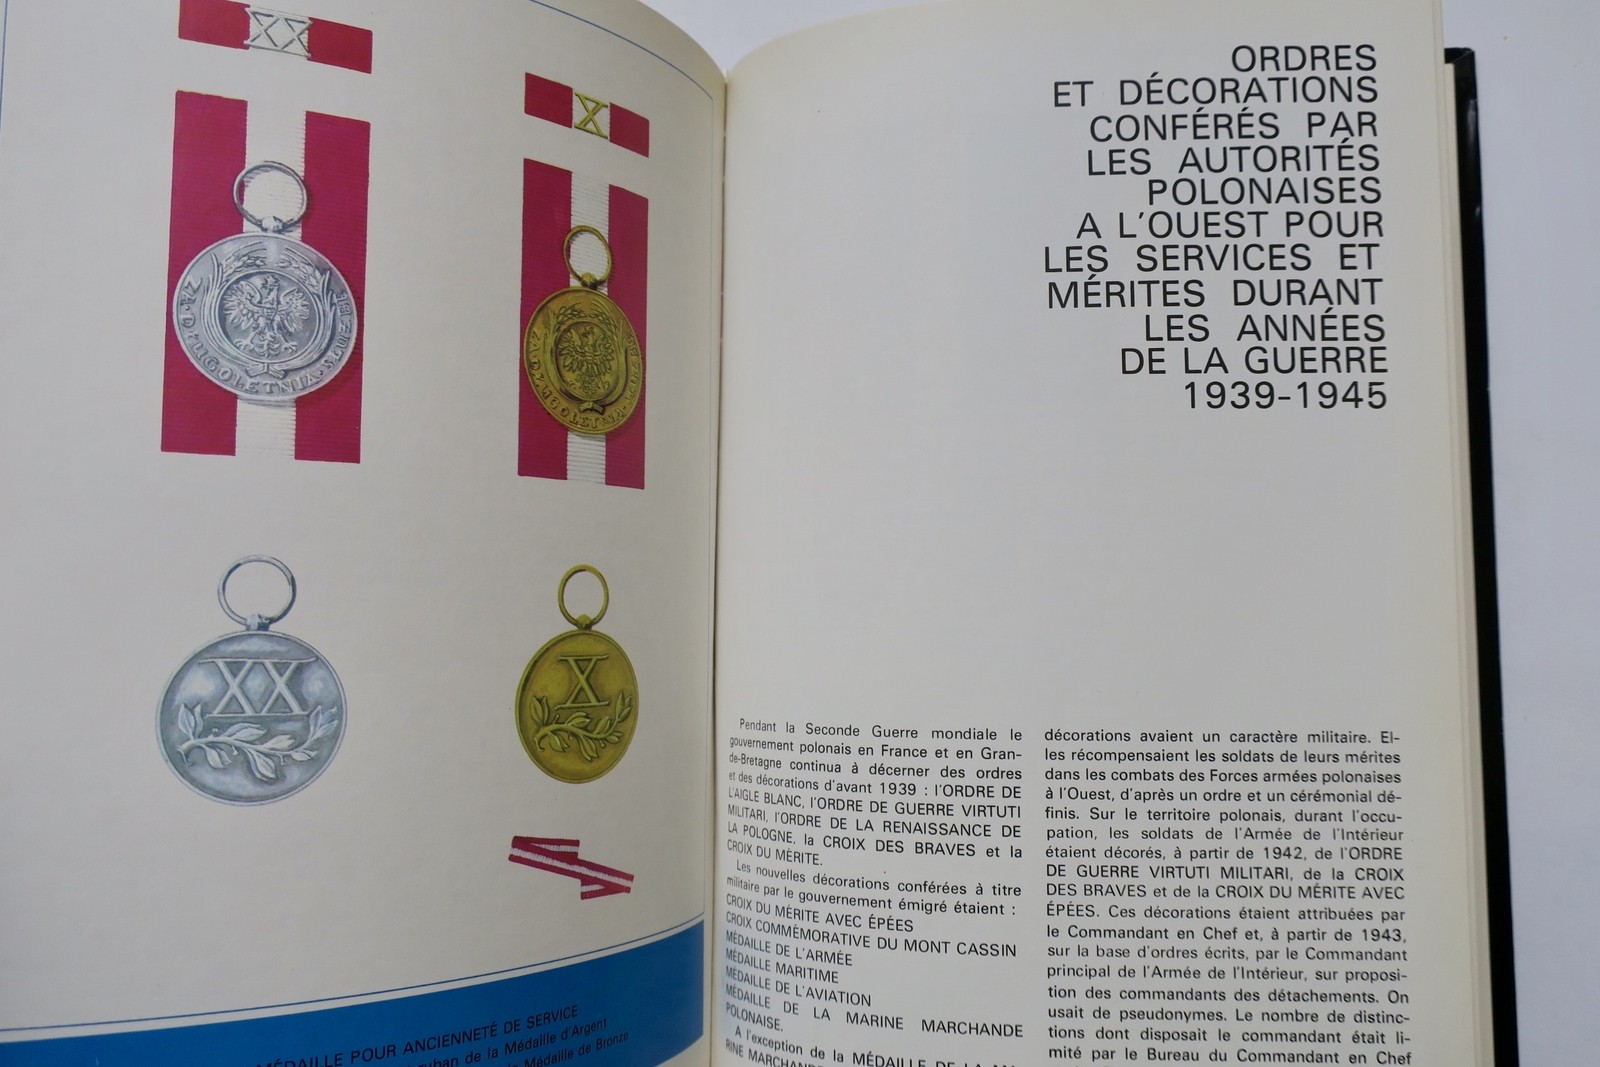 XX
X
ZA·DŁUGOLETNIĄ·SŁUŻBĘ
ZA·DŁUGOLETNIĄ·SŁUŻBĘ
XX
X
MÉDAILLE POUR ANCIENNETÉ DE SERVICE
ruban de la Médaille d'Argent
Médaille de Bronze
ORDRES
ET DÉCORATIONS
CONFÉRÉS PAR
LES AUTORITÉS
POLONAISES
A L'OUEST POUR
LES SERVICES ET
MÉRITES DURANT
LES ANNÉES
DE LA GUERRE
1939-1945
Pendant la Seconde Guerre mondiale le
gouvernement polonais en France et en Gran-
de-Bretagne continua à décerner des ordres
et des décorations d'avant 1939 : l'ORDRE DE
L'AIGLE BLANC, l'ORDRE DE GUERRE VIRTUTI
MILITARI, l'ORDRE DE LA RENAISSANCE DE
LA POLOGNE, la CROIX DES BRAVES et la
CROIX DU MÉRITE.
Les nouvelles décorations conférées à titre
militaire par le gouvernement émigré étaient :
CROIX DU MÉRITE AVEC ÉPÉES
CROIX COMMÉMORATIVE DU MONT CASSIN
MÉDAILLE DE L'ARMÉE
MÉDAILLE MARITIME
MÉDAILLE DE L'AVIATION
MÉDAILLE DE LA MARINE MARCHANDE
POLONAISE.
A l'exception de la MÉDAILLE DE LA MA-
RINE MARCHANDE
décorations avaient un caractère militaire. El-
les récompensaient les soldats de leurs mérites
dans les combats des Forces armées polonaises
à l'Ouest, d'après un ordre et un cérémonial dé-
finis. Sur le territoire polonais, durant l'occu-
pation, les soldats de l'Armée de l'Intérieur
étaient décorés, à partir de 1942, de l'ORDRE
DE GUERRE VIRTUTI MILITARI, de la CROIX
DES BRAVES et de la CROIX DU MÉRITE AVEC
ÉPÉES. Ces décorations étaient attribuées par
le Commandant en Chef et, à partir de 1943,
sur la base d'ordres écrits, par le Commandant
principal de l'Armée de l'Intérieur, sur proposi-
tion des commandants des détachements. On
usait de pseudonymes. Le nombre de distinc-
tions dont disposait le commandant était li-
mité par le Bureau du Commandant en Chef